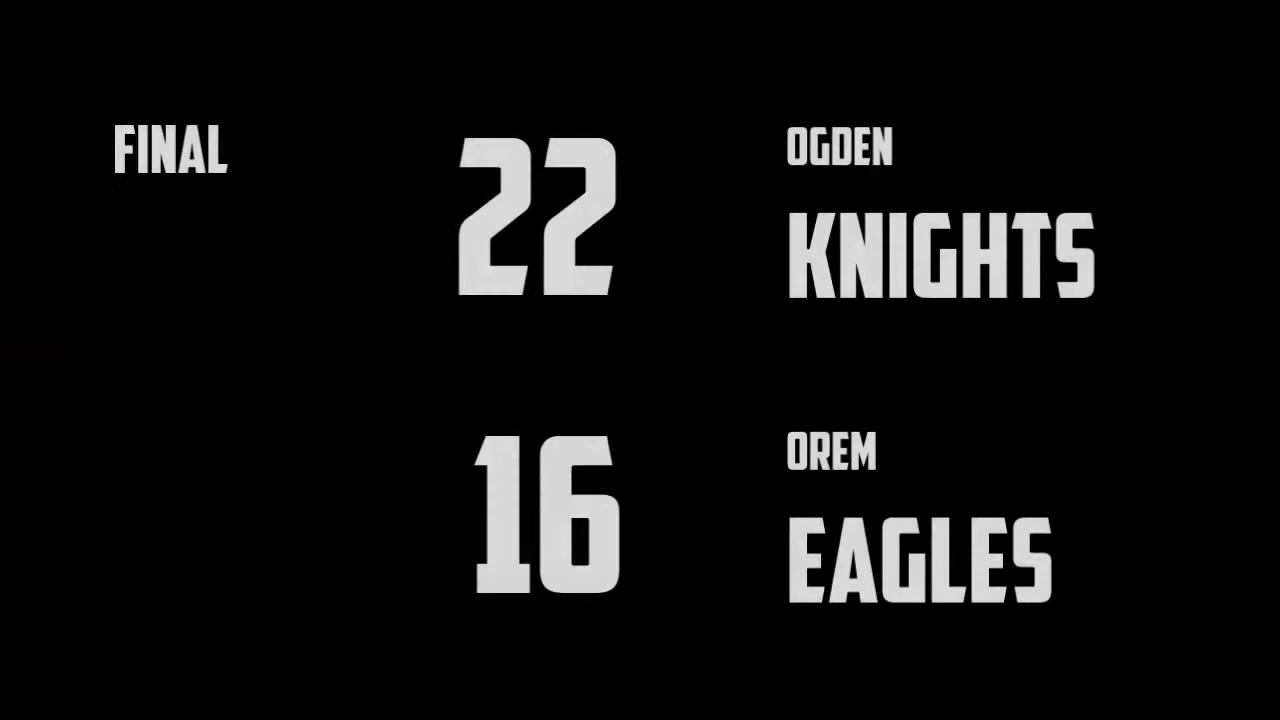 FINAL
22
OGDEN
KNIGHTS
16
OREM
EAGLES